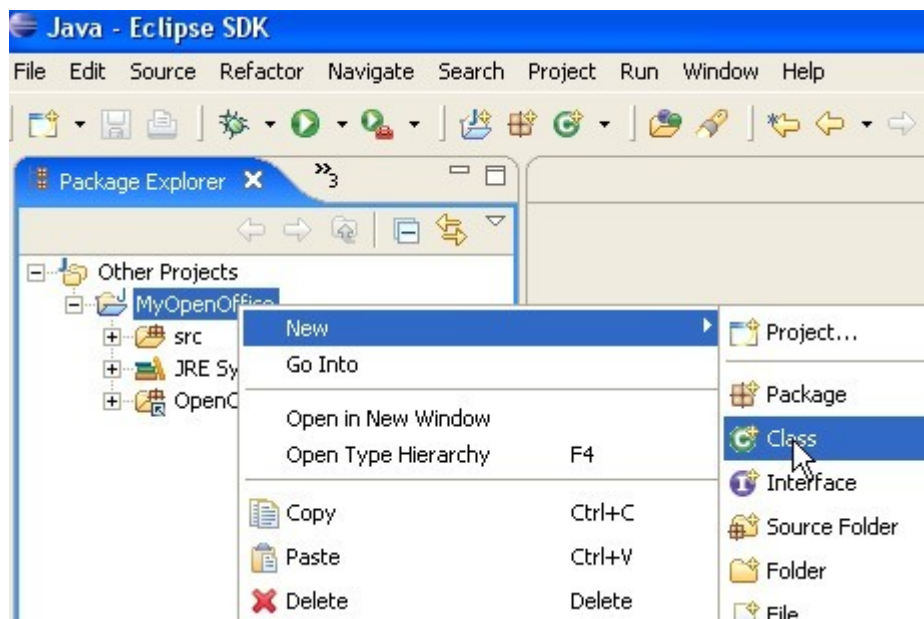 Java - Eclipse SDK
File Edit Source Refactor Navigate Search Project Run Window Help
Package Explorer 3
Other Projects
MyOpenOffice
src
JRE Sy
OpenC
New
Go Into
Open in New Window
Open Type Hierarchy F4
Copy Ctrl+C
Paste Ctrl+V
Delete Delete
Project...
Package
Class
Interface
Source Folder
Folder
File